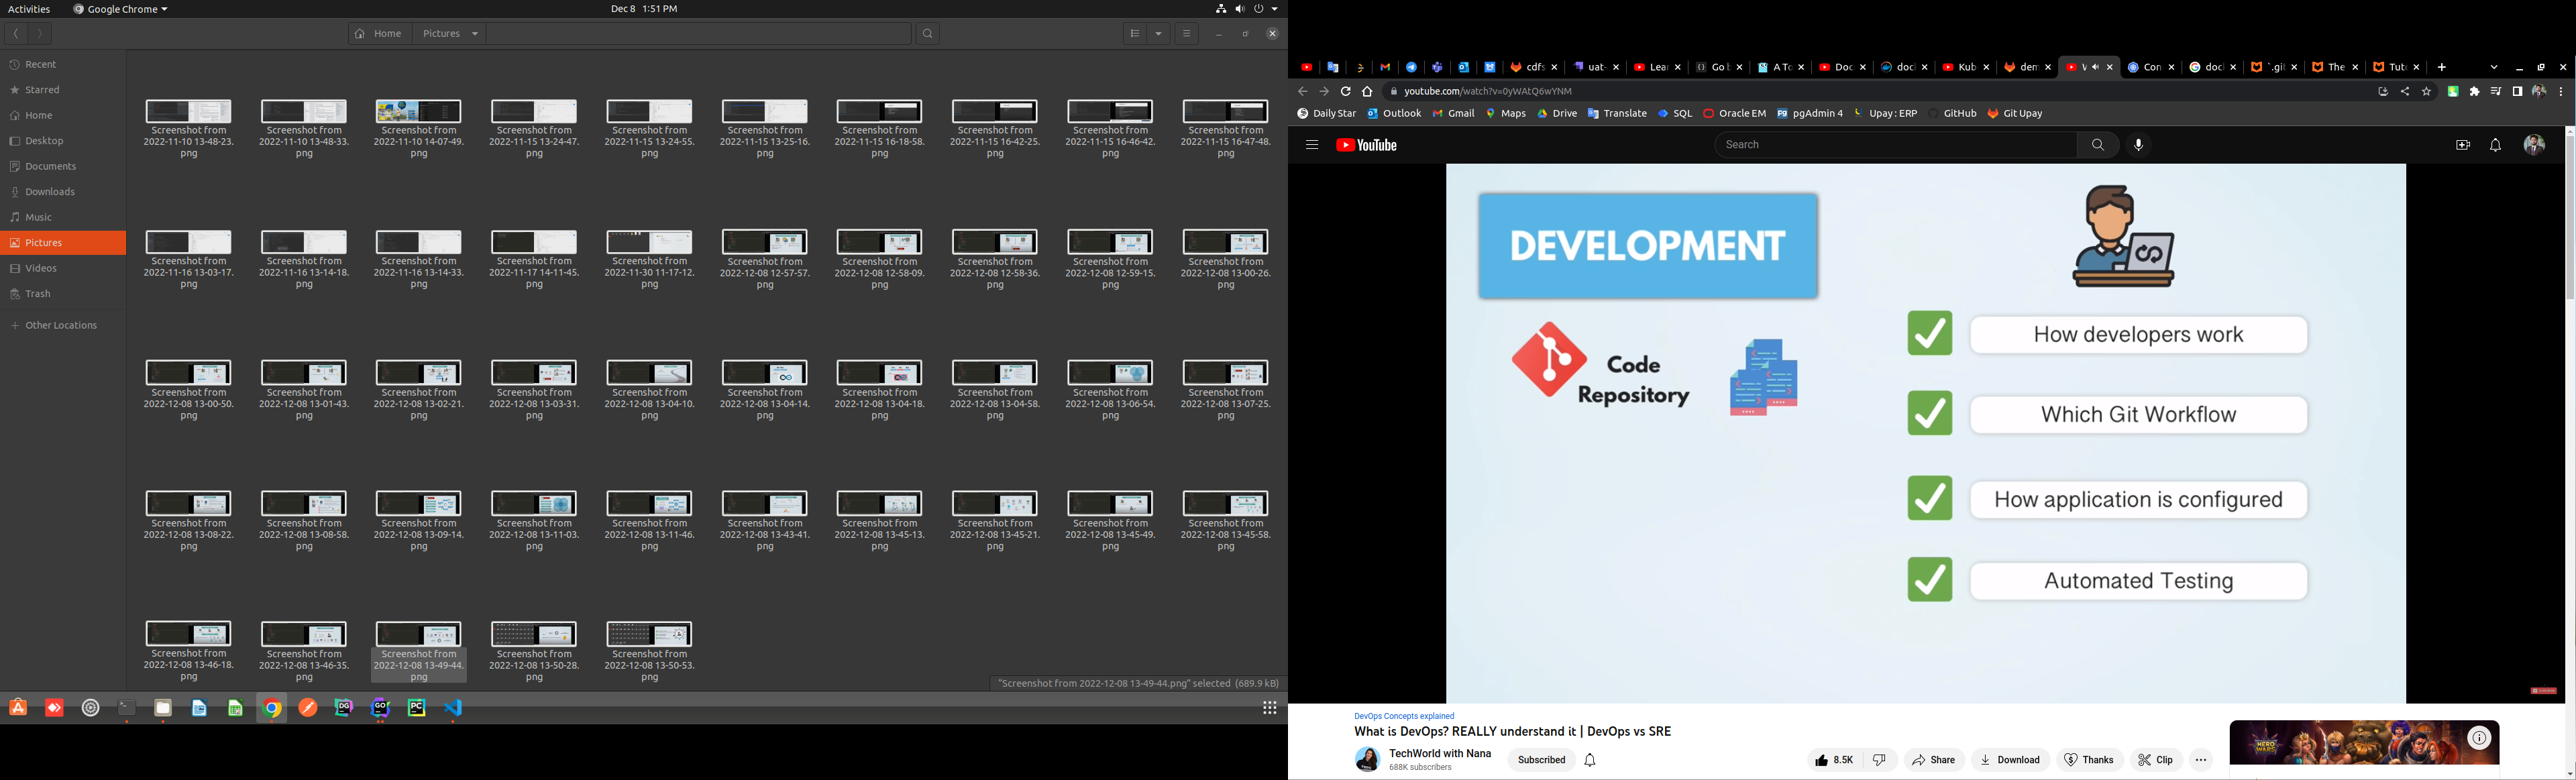 Activities
Google Chrome
Dec 8 1:51 PM
Home
Pictures
Recent
Starred
Home
Desktop
Documents
Downloads
Music
Pictures
Videos
Trash
Other Locations
Screenshot from 2022-11-10 13-48-23.png
Screenshot from 2022-11-10 13-48-33.png
Screenshot from 2022-11-10 14-07-49.png
Screenshot from 2022-11-15 13-24-47.png
Screenshot from 2022-11-15 13-24-55.png
Screenshot from 2022-11-15 13-25-16.png
Screenshot from 2022-11-15 16-18-58.png
Screenshot from 2022-11-15 16-42-25.png
Screenshot from 2022-11-15 16-46-42.png
Screenshot from 2022-11-15 16-47-48.png
Screenshot from 2022-11-16 13-03-17.png
Screenshot from 2022-11-16 13-14-18.png
Screenshot from 2022-11-16 13-14-33.png
Screenshot from 2022-11-17 14-11-45.png
Screenshot from 2022-11-30 11-17-12.png
Screenshot from 2022-12-08 12-57-57.png
Screenshot from 2022-12-08 12-58-09.png
Screenshot from 2022-12-08 12-58-36.png
Screenshot from 2022-12-08 12-59-15.png
Screenshot from 2022-12-08 13-00-26.png
Screenshot from 2022-12-08 13-00-50.png
Screenshot from 2022-12-08 13-01-43.png
Screenshot from 2022-12-08 13-02-21.png
Screenshot from 2022-12-08 13-03-31.png
Screenshot from 2022-12-08 13-04-10.png
Screenshot from 2022-12-08 13-04-14.png
Screenshot from 2022-12-08 13-04-18.png
Screenshot from 2022-12-08 13-04-58.png
Screenshot from 2022-12-08 13-06-54.png
Screenshot from 2022-12-08 13-07-25.png
Screenshot from 2022-12-08 13-08-22.png
Screenshot from 2022-12-08 13-08-58.png
Screenshot from 2022-12-08 13-09-14.png
Screenshot from 2022-12-08 13-11-03.png
Screenshot from 2022-12-08 13-11-46.png
Screenshot from 2022-12-08 13-43-41.png
Screenshot from 2022-12-08 13-45-13.png
Screenshot from 2022-12-08 13-45-21.png
Screenshot from 2022-12-08 13-45-49.png
Screenshot from 2022-12-08 13-45-58.png
Screenshot from 2022-12-08 13-46-18.png
Screenshot from 2022-12-08 13-46-35.png
Screenshot from 2022-12-08 13-49-44.png
Screenshot from 2022-12-08 13-50-28.png
Screenshot from 2022-12-08 13-50-53.png
"Screenshot from 2022-12-08 13-49-44.png" selected (689.9 kB)
cdfs
uat-
Lear
Go b
A To
Doc
doc
Kub
dem
Con
doc
`.git
The
Tuto
youtube.com/watch?v=0yWAtQ6wYNM
Daily Star
Outlook
Gmail
Maps
Drive
Translate
SQL
Oracle EM
pgAdmin 4
Upay : ERP
GitHub
Git Upay
YouTube
Search
DEVELOPMENT
Code
Repository
How developers work
Which Git Workflow
How application is configured
Automated Testing
DevOps Concepts explained
What is DevOps? REALLY understand it | DevOps vs SRE
TechWorld with Nana
688K subscribers
Subscribed
8.5K
Share
Download
Thanks
Clip
HERO WARS